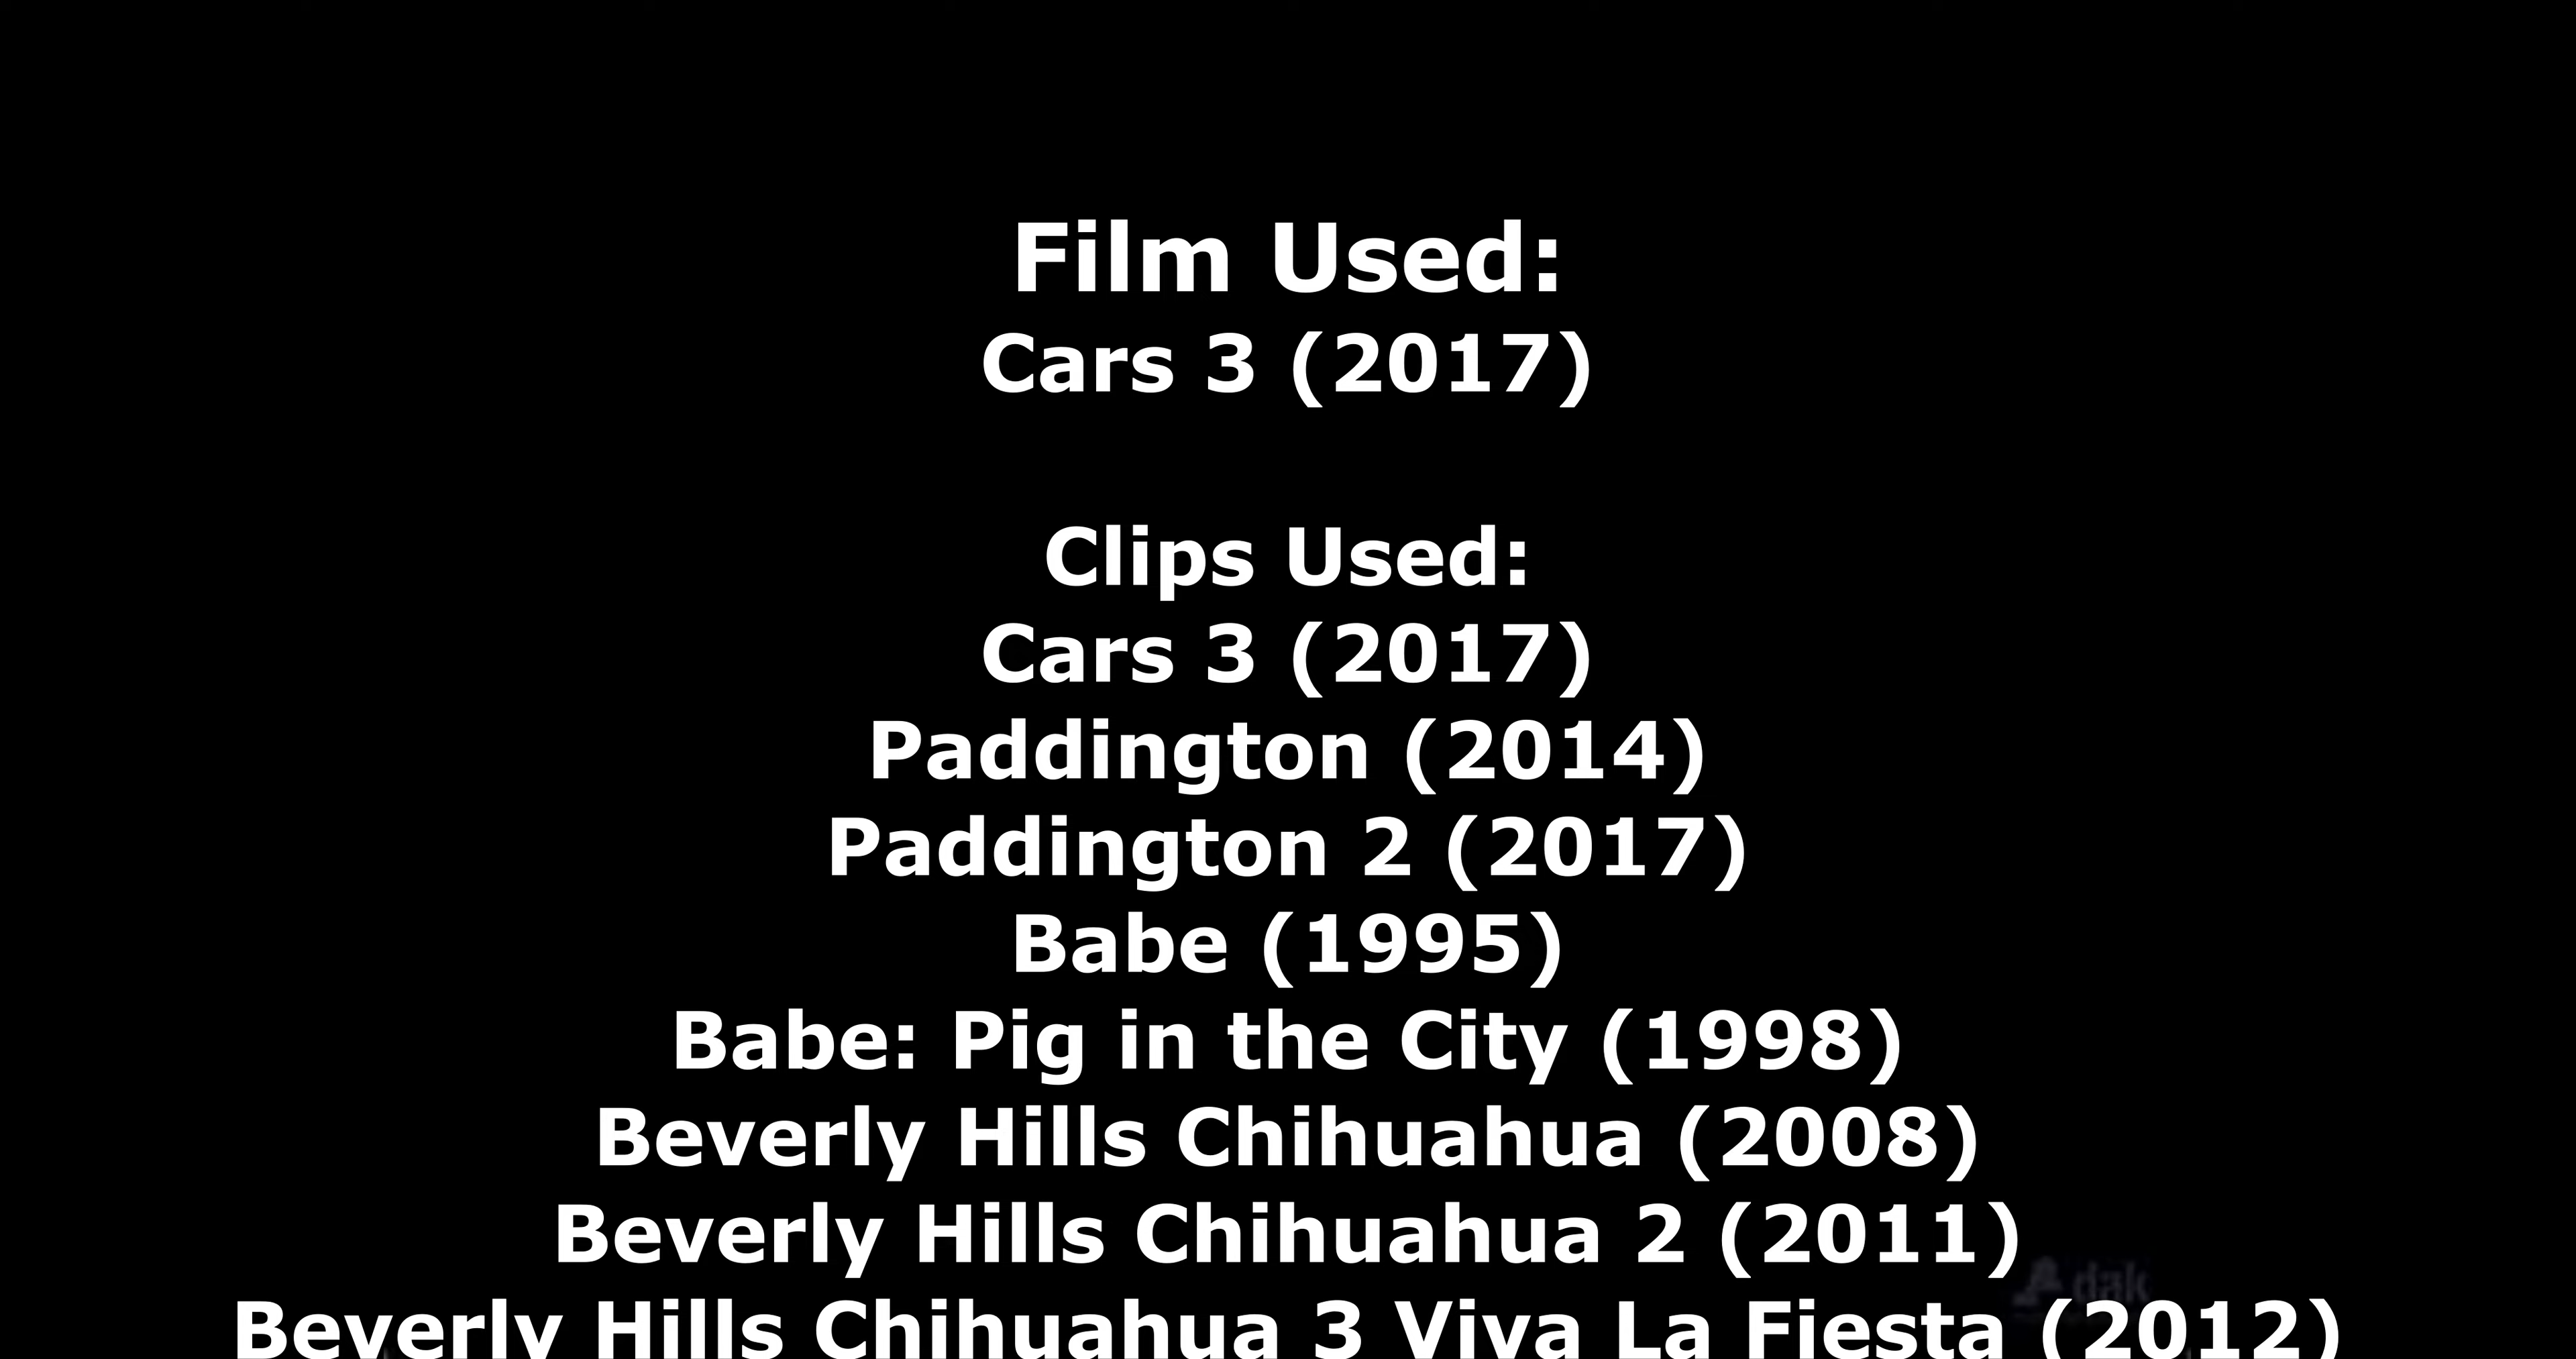 Film Used:
Cars 3 (2017)
Clips Used:
Cars 3 (2017)
Paddington (2014)
Paddington 2 (2017)
Babe (1995)
Babe: Pig in the City (1998)
Beverly Hills Chihuahua (2008)
Beverly Hills Chihuahua 2 (2011)
Beverly Hills Chihuahua 3 Viva La Fiesta (2012)